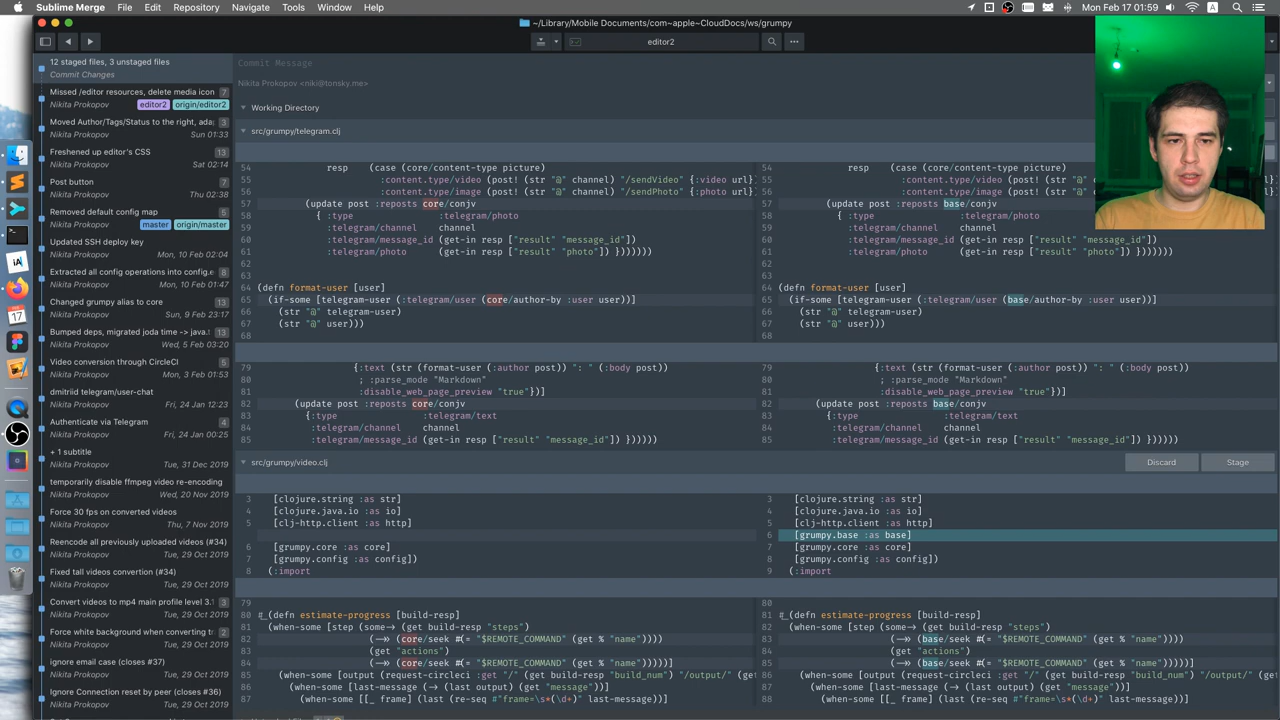 Sublime Merge File Edit Repository Navigate Tools Window Help Mon Feb 17 01:59
~/Library/Mobile Documents/com~apple~CloudDocs/ws/grumpy
editor2
12 staged files, 3 unstaged files
Commit Changes
Missed /editor resources, delete media icon 7
Nikita Prokopov editor2 origin/editor2
Moved Author/Tags/Status to the right, ada 3
Nikita Prokopov Sun 01:33
Freshened up editor's CSS
Nikita Prokopov Sat 02:14
Post button 7
Nikita Prokopov Thu 02:38
Removed default config map 5
Nikita Prokopov master origin/master
Updated SSH deploy key
Nikita Prokopov Mon, 10 Feb 02:04
Extracted all config operations into config.c 8
Nikita Prokopov Mon, 10 Feb 01:47
Changed grumpy alias to core 13
Nikita Prokopov Sun, 9 Feb 23:17
Bumped deps, migrated joda time -> java.t 13
Nikita Prokopov Wed, 5 Feb 03:20
Video conversion through CircleCI 5
Nikita Prokopov Mon, 3 Feb 01:53
dmitriid telegram/user-chat
Nikita Prokopov Fri, 24 Jan 12:23
Authenticate via Telegram 4
Nikita Prokopov Fri, 24 Jan 00:25
+ 1 subtitle
Nikita Prokopov Tue, 31 Dec 2019
temporarily disable ffmpeg video re-encoding
Nikita Prokopov Wed, 20 Nov 2019
Force 30 fps on converted videos
Nikita Prokopov Thu, 7 Nov 2019
Reencode all previously uploaded videos (#34)
Nikita Prokopov Tue, 29 Oct 2019
Fixed tall videos convertion (#34)
Nikita Prokopov Tue, 29 Oct 2019
Convert videos to mp4 main profile level 3.1
Nikita Prokopov Tue, 29 Oct 2019
Force white background when converting t 2
Nikita Prokopov Tue, 29 Oct 2019
ignore email case (closes #37)
Nikita Prokopov Tue, 29 Oct 2019
Ignore Connection reset by peer (closes #36)
Nikita Prokopov Tue, 29 Oct 2019
Commit Message
Nikita Prokopov <niki@tonsky.me>
Working Directory
src/grumpy/telegram.clj
54 resp (case (core/content-type picture)
55 :content.type/video (post! (str "@" channel) "/sendVideo" {:video url}
56 :content.type/image (post! (str "@" channel) "/sendPhoto" {:photo url}
57 (update post :reposts core/conjv
58 { :type :telegram/photo
59 :telegram/channel channel
60 :telegram/message_id (get-in resp ["result" "message_id"])
61 :telegram/photo (get-in resp ["result" "photo"]) }))))))
62
63
64 (defn format-user [user]
65 (if-some [telegram-user (:telegram/user (core/author-by :user user))]
66 (str "@" telegram-user)
67 (str "@" user)))
68
79 {:text (str (format-user (:author post)) ": " (:body post))
80 ; :parse_mode "Markdown"
81 :disable_web_page_preview "true"})]
82 (update post :reposts core/conjv
83 {:type :telegram/text
84 :telegram/channel channel
85 :telegram/message_id (get-in resp ["result" "message_id"]) })))))
54 resp (case (core/content-type picture)
55 :content.type/video (post! (str "@" c
56 :content.type/image (post! (str "@" c
57 (update post :reposts base/conjv
58 { :type :telegram/photo
59 :telegram/channel channel
60 :telegram/message_id (get-in resp ["result" "message_id"])
61 :telegram/photo (get-in resp ["result" "photo"]) }))))))
62
63
64 (defn format-user [user]
65 (if-some [telegram-user (:telegram/user (base/author-by :user user))]
66 (str "@" telegram-user)
67 (str "@" user)))
68
79 {:text (str (format-user (:author post)) ": " (:body post))
80 ; :parse_mode "Markdown"
81 :disable_web_page_preview "true"})]
82 (update post :reposts base/conjv
83 {:type :telegram/text
84 :telegram/channel channel
85 :telegram/message_id (get-in resp ["result" "message_id"]) })))))
src/grumpy/video.clj Discard Stage
3 [clojure.string :as str]
4 [clojure.java.io :as io]
5 [clj-http.client :as http]
6 [grumpy.core :as core]
7 [grumpy.config :as config])
8 (:import
79
80 #_(defn estimate-progress [build-resp]
81 (when-some [step (some→ (get build-resp "steps")
82 (→> (core/seek #(= "$REMOTE_COMMAND" (get % "name"))))
83 (get "actions")
84 (→> (core/seek #(= "$REMOTE_COMMAND" (get % "name")))))]
85 (when-some [output (request-circleci :get "/" (get build-resp "build_num") "/output/" (ge
86 (when-some [last-message (→ (last output) (get "message"))]
87 (when-some [[_ frame] (last (re-seq #"frame=\s*(\d+)" last-message))]
3 [clojure.string :as str]
4 [clojure.java.io :as io]
5 [clj-http.client :as http]
6 [grumpy.base :as base]
7 [grumpy.core :as core]
8 [grumpy.config :as config])
9 (:import
80
81 #_(defn estimate-progress [build-resp]
82 (when-some [step (some→ (get build-resp "steps")
83 (→> (base/seek #(= "$REMOTE_COMMAND" (get % "name"))))
84 (get "actions")
85 (→> (base/seek #(= "$REMOTE_COMMAND" (get % "name")))))]
86 (when-some [output (request-circleci :get "/" (get build-resp "build_num") "/output/" (ge
87 (when-some [last-message (→ (last output) (get "message"))]
88 (when-some [[_ frame] (last (re-seq #"frame=\s*(\d+)" last-message))]